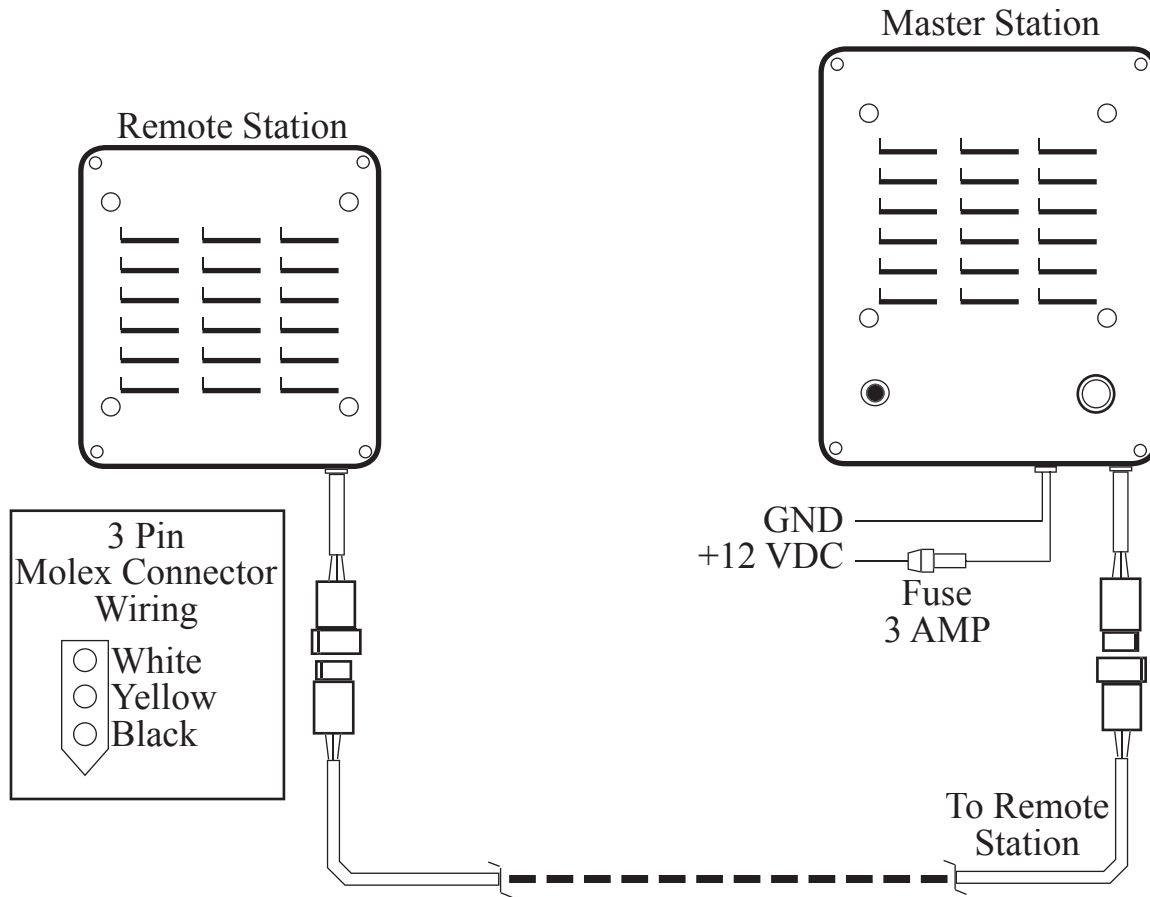 Master Station
Remote Station
GND
+12 VDC
Fuse
3 AMP
3 Pin
Molex Connector
Wiring
White
Yellow
Black
To Remote
Station